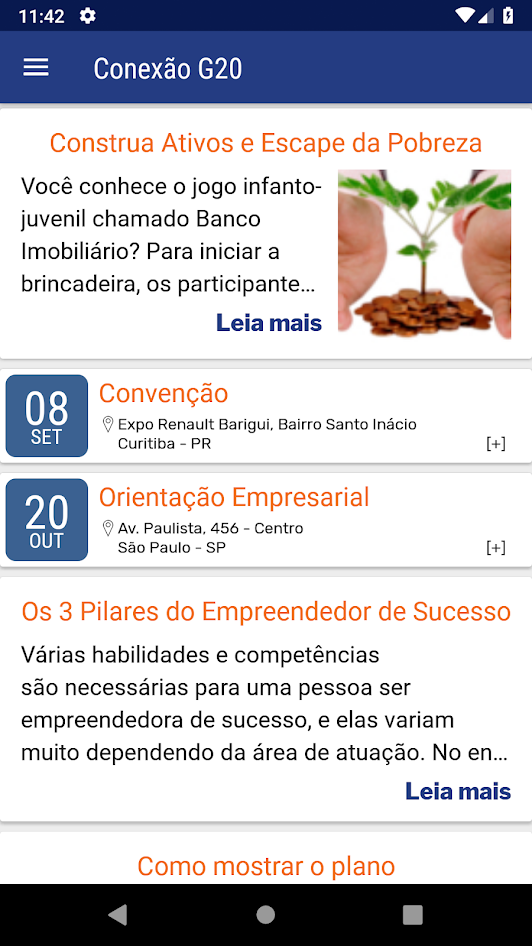 11:42
Conexão G20
Construa Ativos e Escape da Pobreza
Você conhece o jogo infanto-
juvenil chamado Banco
Imobiliário? Para iniciar a
brincadeira, os participante...
Leia mais
08
SET
Convenção
Expo Renault Barigui, Bairro Santo Inácio
Curitiba - PR
[+]
20
OUT
Orientação Empresarial
Av. Paulista, 456 - Centro
São Paulo - SP
[+]
Os 3 Pilares do Empreendedor de Sucesso
Várias habilidades e competências
são necessárias para uma pessoa ser
empreendedora de sucesso, e elas variam
muito dependendo da área de atuação. No en...
Leia mais
Como mostrar o plano